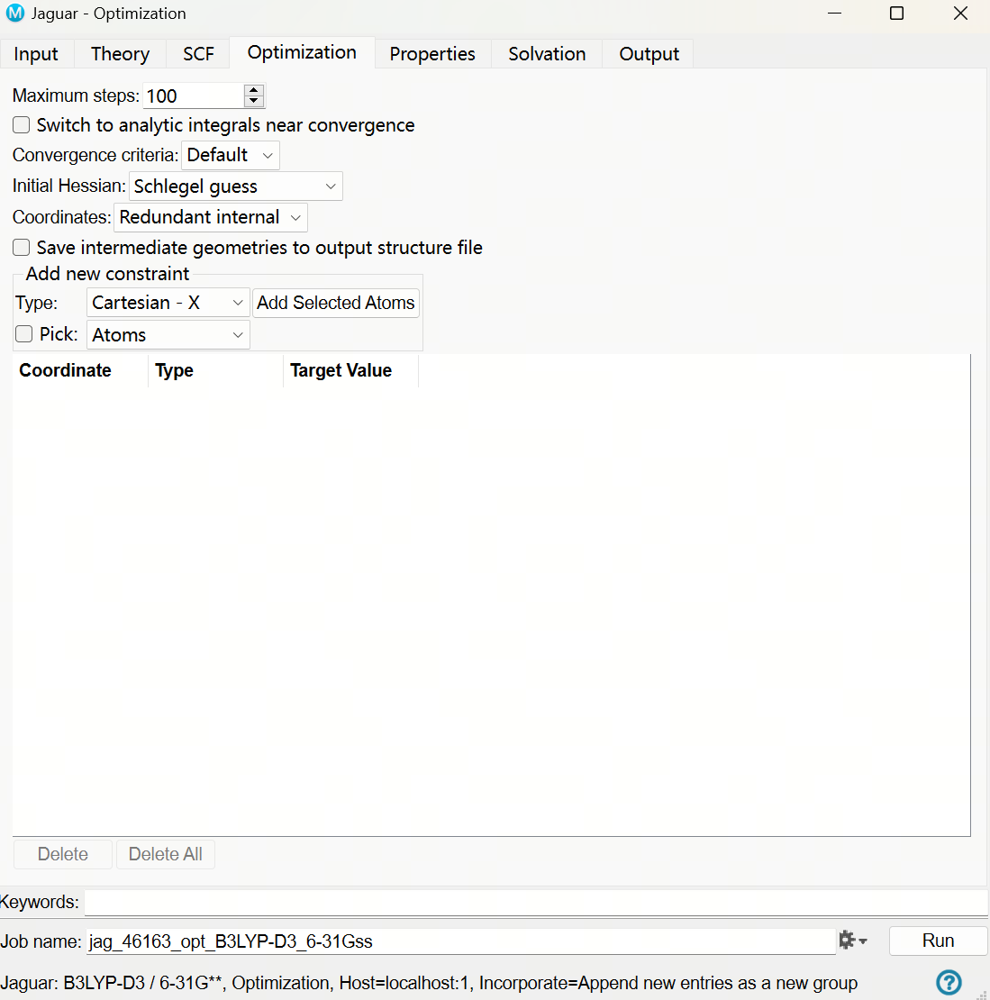 Jaguar - Optimization
Input Theory SCF Optimization Properties Solvation Output
Maximum steps: 100
Switch to analytic integrals near convergence
Convergence criteria: Default
Initial Hessian: Schlegel guess
Coordinates: Redundant internal
Save intermediate geometries to output structure file
Add new constraint
Type: Cartesian - X Add Selected Atoms
Pick: Atoms
Coordinate Type Target Value
Delete Delete All
Keywords:
Job name: jag_46163_opt_B3LYP-D3_6-31Gss Run
Jaguar: B3LYP-D3 / 6-31G**, Optimization, Host=localhost:1, Incorporate=Append new entries as a new group